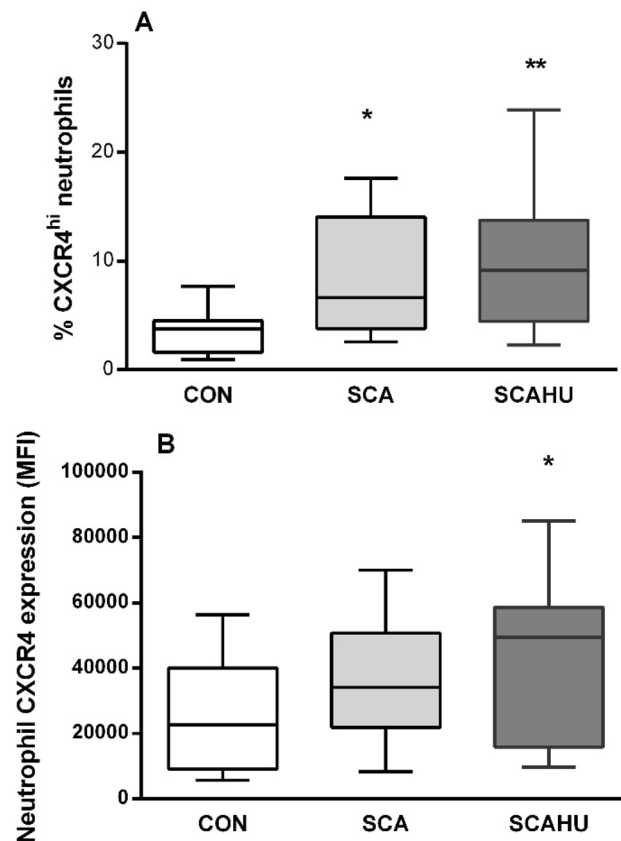 A
% CXCR4hi neutrophils
30
20
10
0
*
**
CON SCA SCAHU
B
Neutrophil CXCR4 expression (MFI)
100000
80000
60000
40000
20000
0
*
CON SCA SCAHU